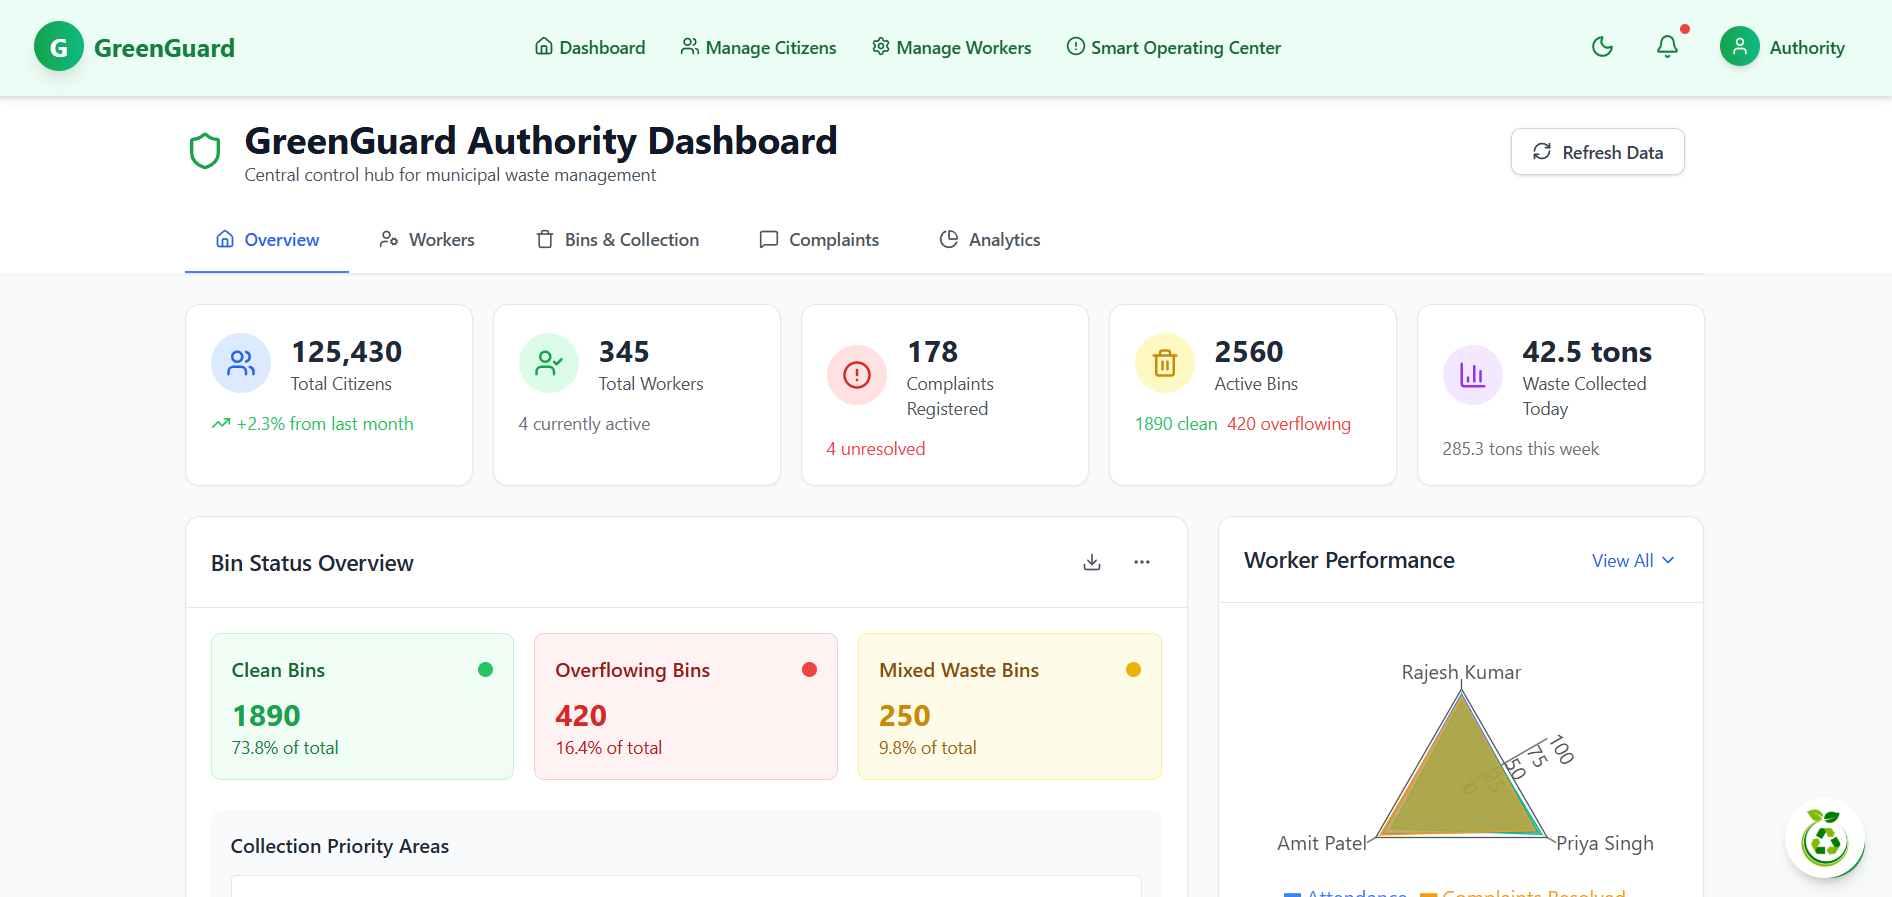 G GreenGuard
Dashboard Manage Citizens Manage Workers Smart Operating Center
Authority
GreenGuard Authority Dashboard
Central control hub for municipal waste management
Refresh Data
Overview Workers Bins & Collection Complaints Analytics
125,430
Total Citizens
+2.3% from last month
345
Total Workers
4 currently active
178
Complaints
Registered
4 unresolved
2560
Active Bins
1890 clean 420 overflowing
42.5 tons
Waste Collected
Today
285.3 tons this week
Bin Status Overview
Clean Bins
1890
73.8% of total
Overflowing Bins
420
16.4% of total
Mixed Waste Bins
250
9.8% of total
Collection Priority Areas
Worker Performance
View All
Rajesh Kumar
100
75
50
25
0
Amit Patel
Priya Singh
Attendance Complaints Resolved